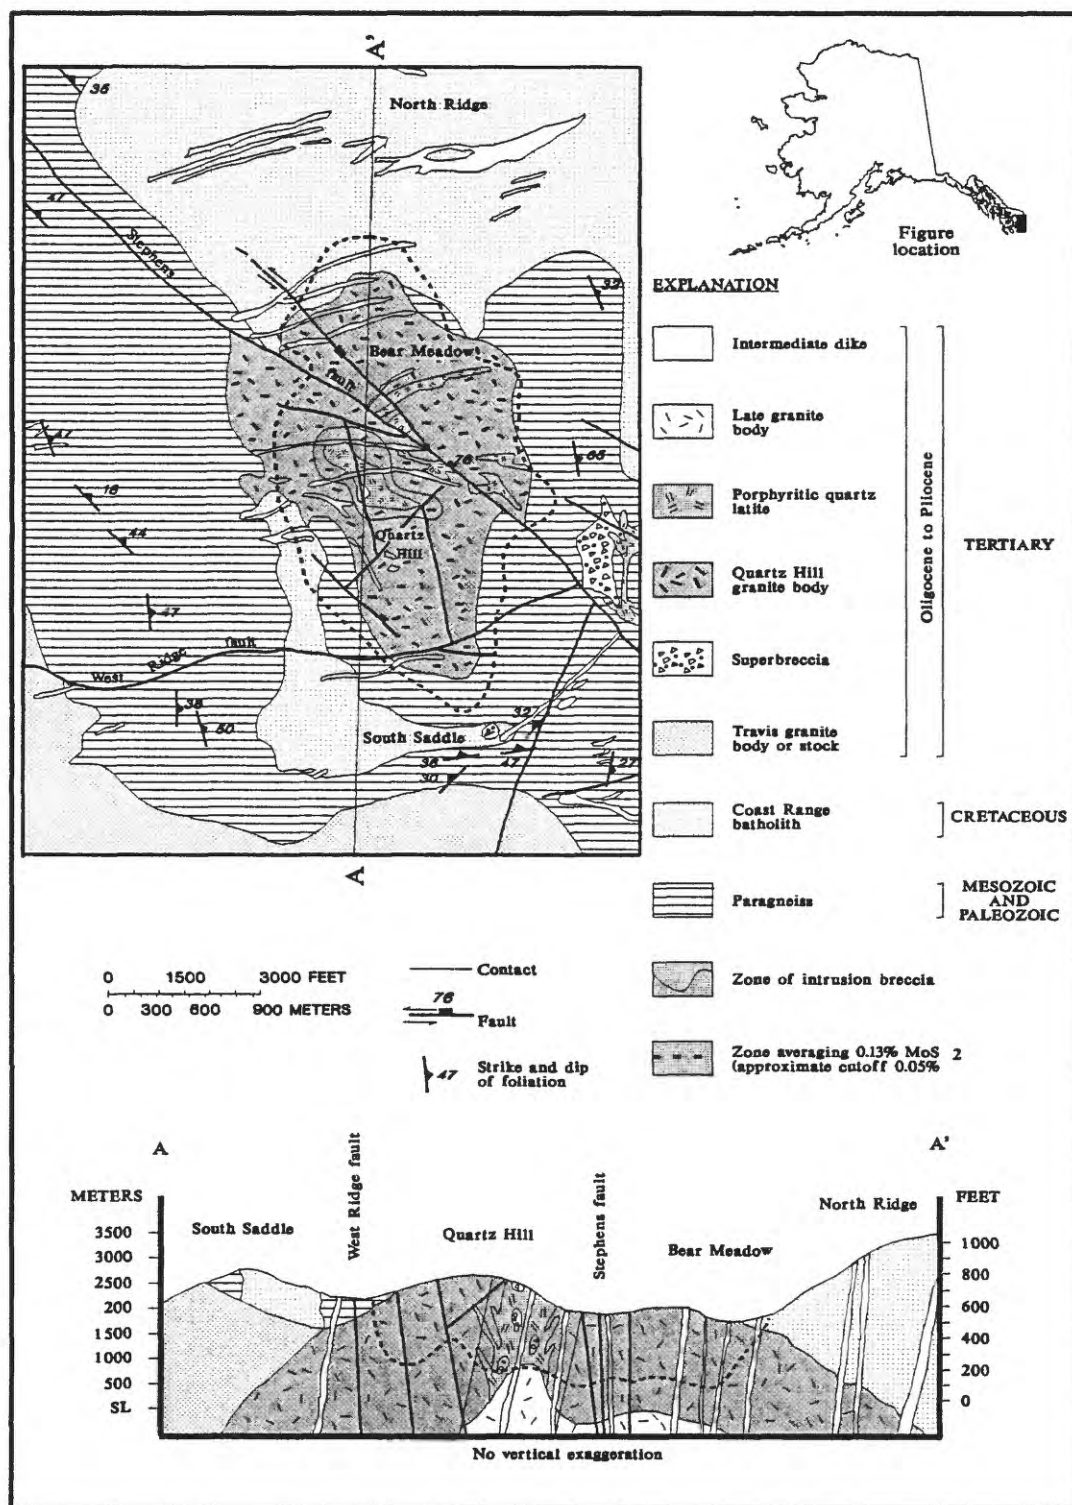 A'
North Ridge
35
47
Stephens
fault
32
Bear Meadow
47
76
65
16
44
Quartz
Hill
47
West Ridge fault
38
50
South Saddle
32
36
47
30
27
A
Figure
location
EXPLANATION
Intermediate dike
Late granite
body
Porphyritic quartz
latite
Quartz Hill
granite body
Superbreccia
Travis granite
body or stock
Oligocene to Pliocene
TERTIARY
Coast Range
batholith
CRETACEOUS
Paragneiss
MESOZOIC
AND
PALEOZOIC
Zone of intrusion breccia
Zone averaging 0.13% MoS 2
(approximate cutoff 0.05%
0 1500 3000 FEET
0 300 600 900 METERS
Contact
76
Fault
47
Strike and dip
of foliation
A
A'
METERS
FEET
South Saddle
West Ridge fault
Quartz Hill
Stephens fault
Bear Meadow
North Ridge
3500
3000
2500
200
1500
1000
500
SL
1000
800
600
400
200
0
No vertical exaggeration